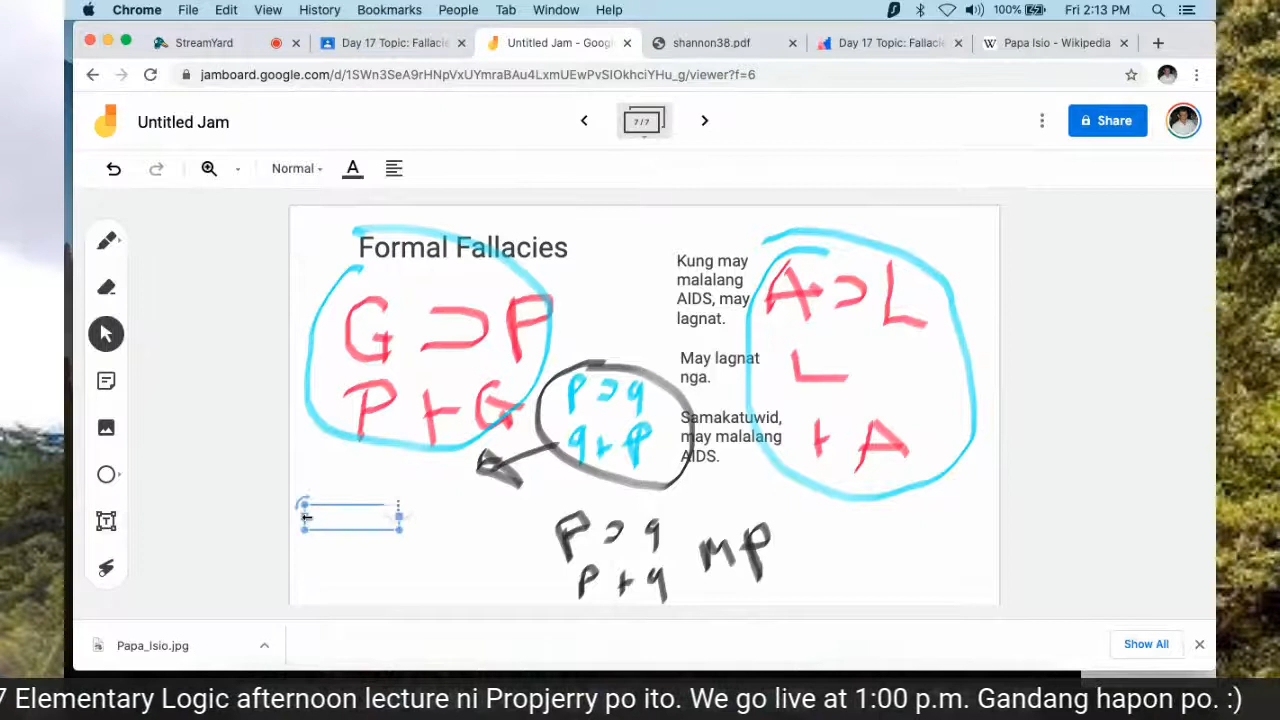 Chrome File Edit View History Bookmarks People Tab Window Help 100% Fri 2:13 PM
StreamYard Day 17 Topic: Fallacie Untitled Jam - Goog shannon38.pdf Day 17 Topic: Fallacie Papa Isio - Wikipedia
jamboard.google.com/d/1SWn3SeA9rHNpVxUYmraBAu4LxmUEwPvSIOkhciYHu_g/viewer?f=6
Untitled Jam
7 / 7
Share
Normal
Formal Fallacies
G ⊃ P
P ⊢ G
p ⊃ q
q ⊢ p
Kung may
malalang
AIDS, may
lagnat.
May lagnat
nga.
Samakatuwid,
may malalang
AIDS.
A ⊃ L
L
⊢ A
P ⊃ q
P ⊢ q
MP
Papa_Isio.jpg
Show All
7 Elementary Logic afternoon lecture ni Propjerry po ito. We go live at 1:00 p.m. Gandang hapon po. :)